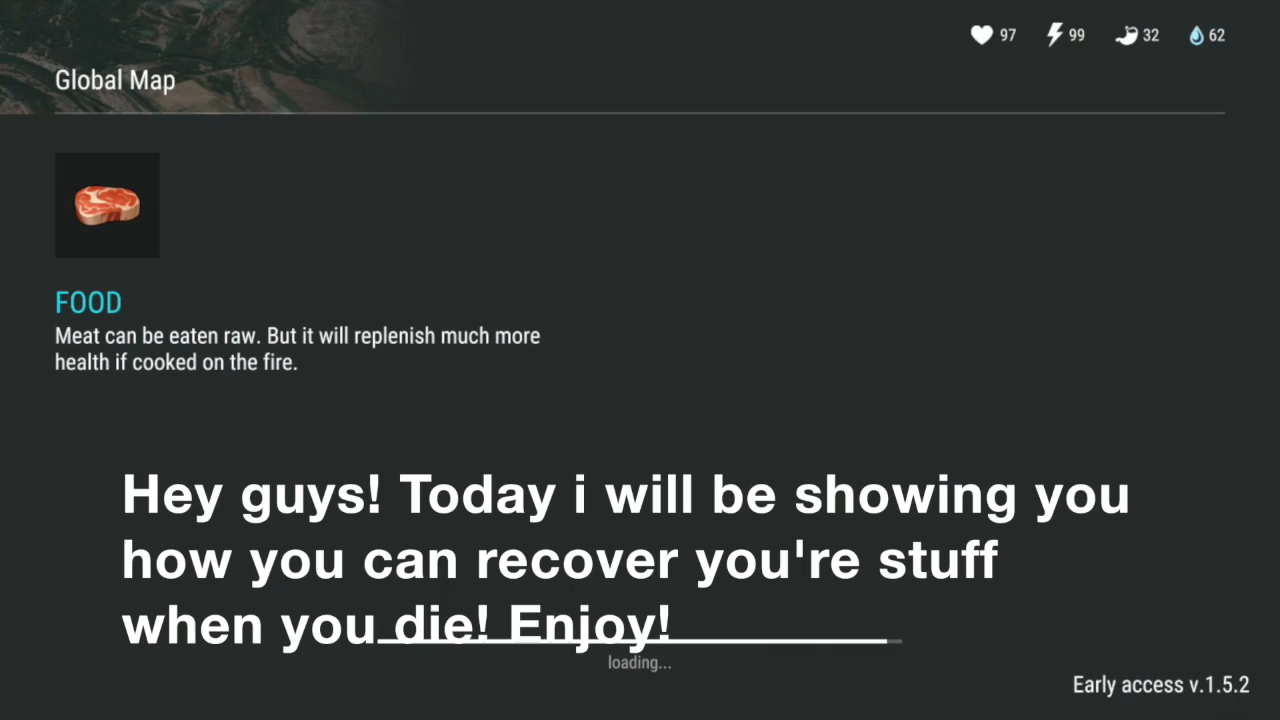 97 99 32 62
Global Map
FOOD
Meat can be eaten raw. But it will replenish much more
health if cooked on the fire.
Hey guys! Today i will be showing you
how you can recover you're stuff
when you die! Enjoy!
loading...
Early access v.1.5.2